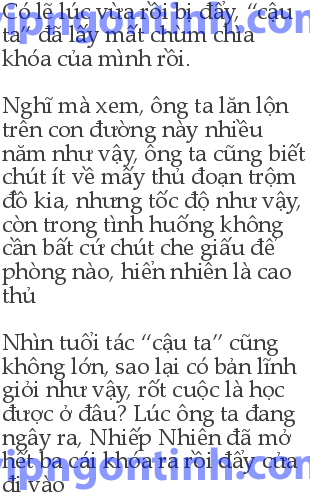 Có lẽ lúc vừa rồi bị đẩy, “cậu
ta” đã lấy mất chùm chìa
khóa của mình rồi.
Nghĩ mà xem, ông ta lăn lộn
trên con đường này nhiều
năm như vậy, ông ta cũng biết
chút ít về mấy thủ đoạn trộm
đồ kia, nhưng tốc độ như vậy,
còn trong tình huống không
cần bất cứ chút che giấu đề
phòng nào, hiển nhiên là cao
thủ
Nhìn tuổi tác “cậu ta” cũng
không lớn, sao lại có bản lĩnh
giỏi như vậy, rốt cuộc là học
được ở đâu? Lúc ông ta đang
ngây ra, Nhiếp Nhiên đã mở
hết ba cái khóa ra rồi đẩy cửa
đi vào
vipngontinh.com
vipngontinh.com